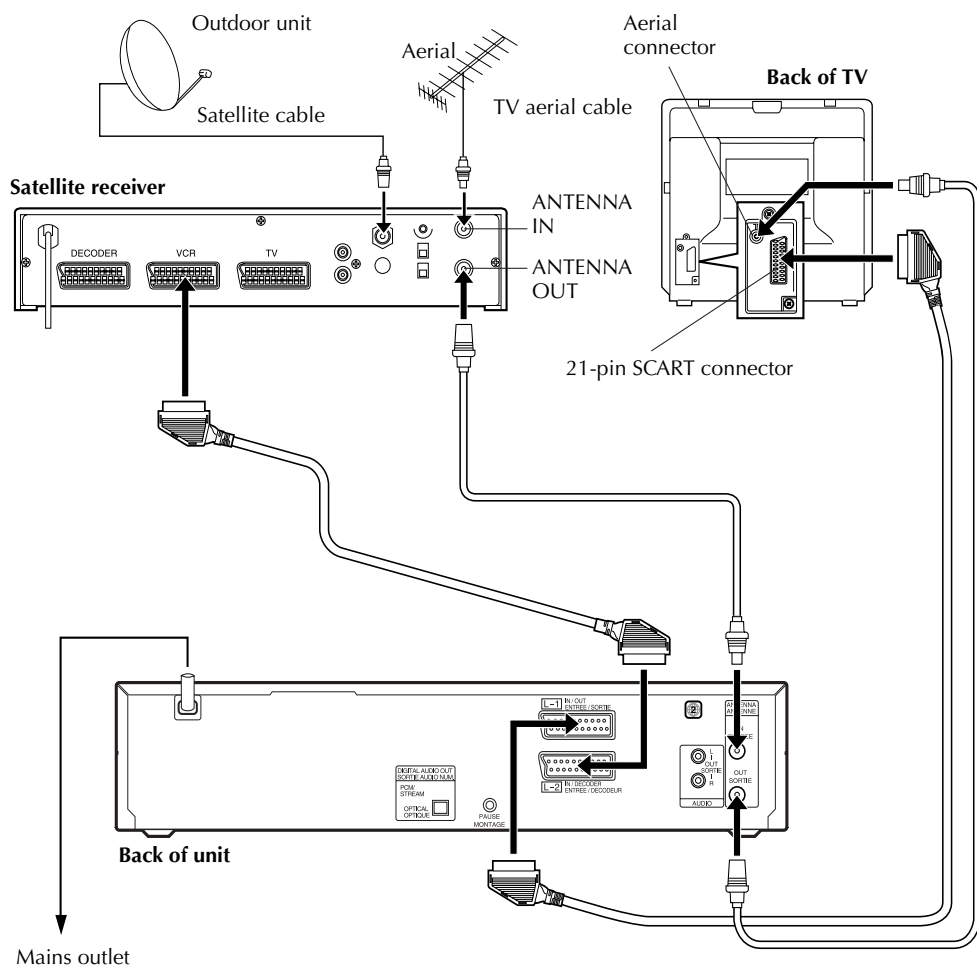 Outdoor unit
Aerial
Aerial
connector
Back of TV
Satellite cable
TV aerial cable
Satellite receiver
ANTENNA
IN
DECODER
VCR
TV
ANTENNA
OUT
21-pin SCART connector
L-1
IN / OUT
ENTREE / SORTIE
2
ANTENNA
ANTENNE
L
OUT
SORTIE
R
AUDIO
OUT
SORTIE
L-2
IN / DECODER
ENTREE / DECODEUR
DIGITAL AUDIO OUT
SORTIE AUDIO NUM.
PCM/
STREAM
OPTICAL
OPTIQUE
PAUSE
MONTAGE
Back of unit
Mains outlet